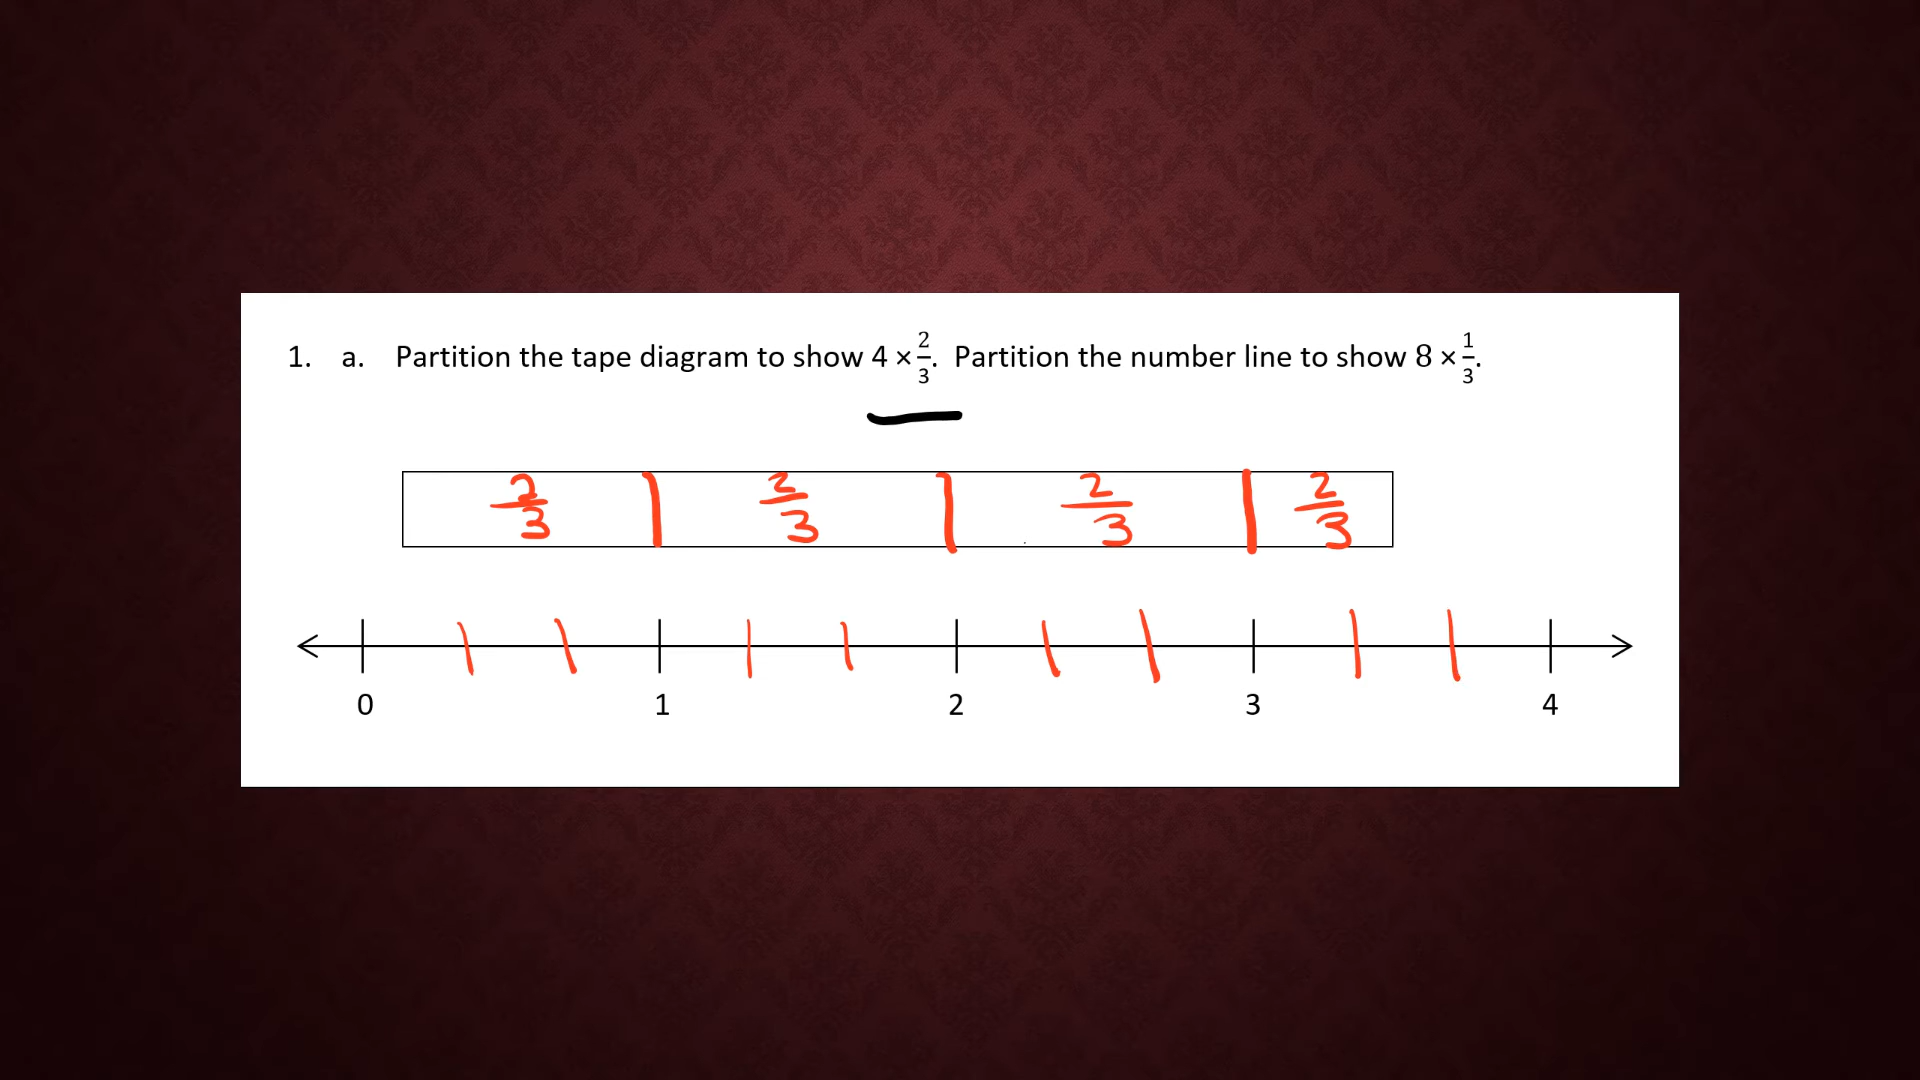 1. a. Partition the tape diagram to show 4 × 2/3. Partition the number line to show 8 × 1/3.
2/3 2/3 2/3 2/3
0 1 2 3 4